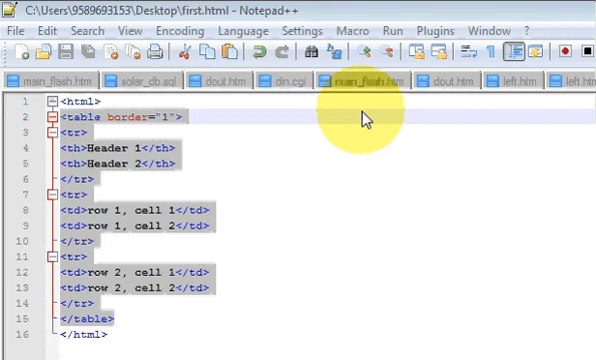 C:\Users\9589693153\Desktop\first.html - Notepad++
File Edit Search View Encoding Language Settings Macro Run Plugins Window ?
main_flash.htm solar_db.sql dout.htm din.cgi main_flash.htm dout.htm left.htm left.htm
1 <html>
2 <table border="1">
3 <tr>
4 <th>Header 1</th>
5 <th>Header 2</th>
6 </tr>
7 <tr>
8 <td>row 1, cell 1</td>
9 <td>row 1, cell 2</td>
10 </tr>
11 <tr>
12 <td>row 2, cell 1</td>
13 <td>row 2, cell 2</td>
14 </tr>
15 </table>
16 </html>